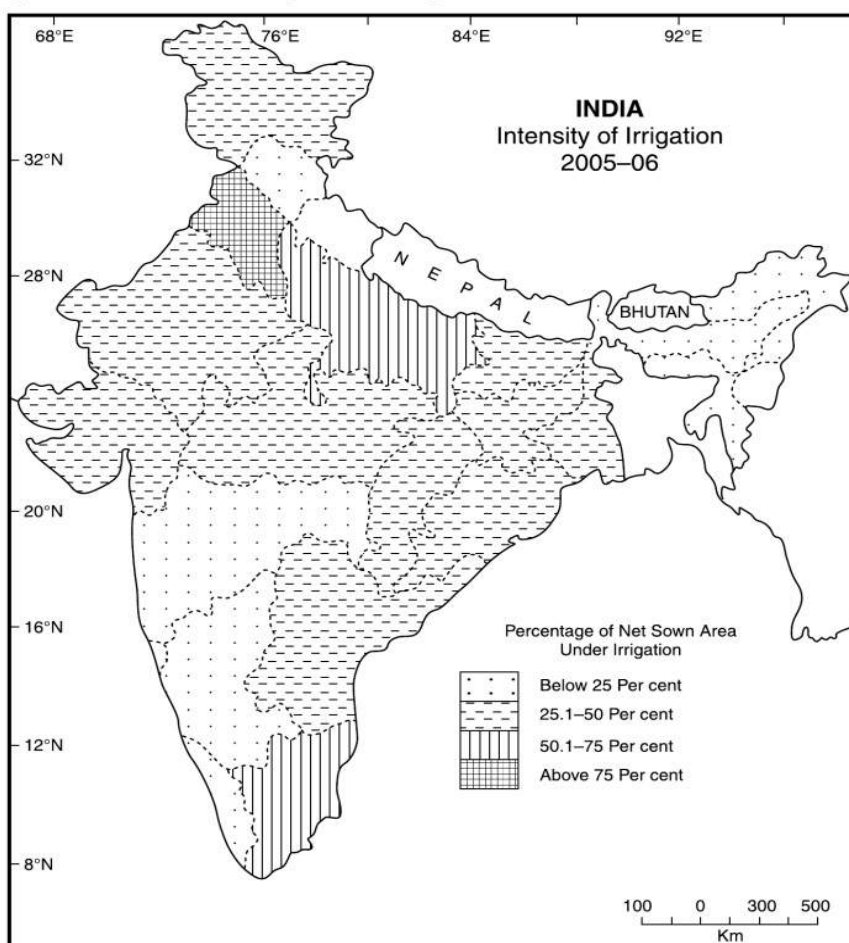 68°E 76°E 84°E 92°E
INDIA
Intensity of Irrigation
2005–06
32°N
28°N
NEPAL
BHUTAN
20°N
16°N
Percentage of Net Sown Area
Under Irrigation
Below 25 Per cent
25.1–50 Per cent
50.1–75 Per cent
Above 75 Per cent
12°N
8°N
100 0 300 500
Km